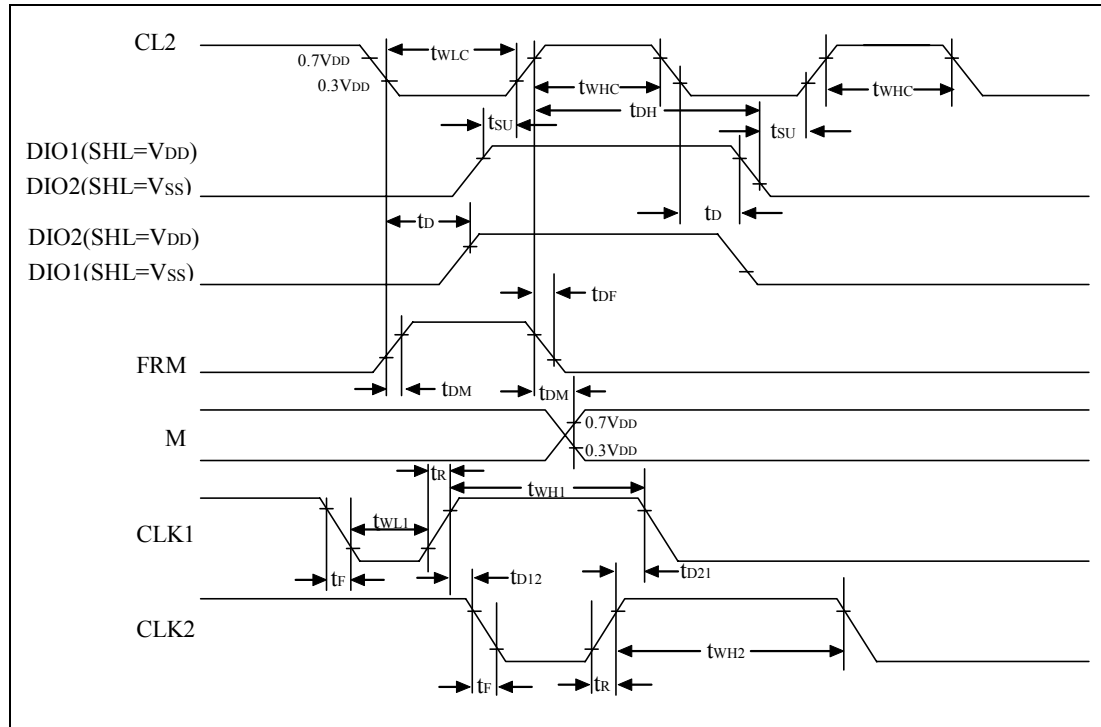 CL2
0.7VDD
0.3VDD
tWLC
tWHC
tWHC
tDH
tSU
tSU
DIO1(SHL=VDD)
DIO2(SHL=VSS)
tD
tD
DIO2(SHL=VDD)
DIO1(SHL=VSS)
tDF
FRM
tDM
tDM
M
0.7VDD
0.3VDD
tR
tWH1
CLK1
tWL1
tF
tD12
tD21
CLK2
tWH2
tF
tR